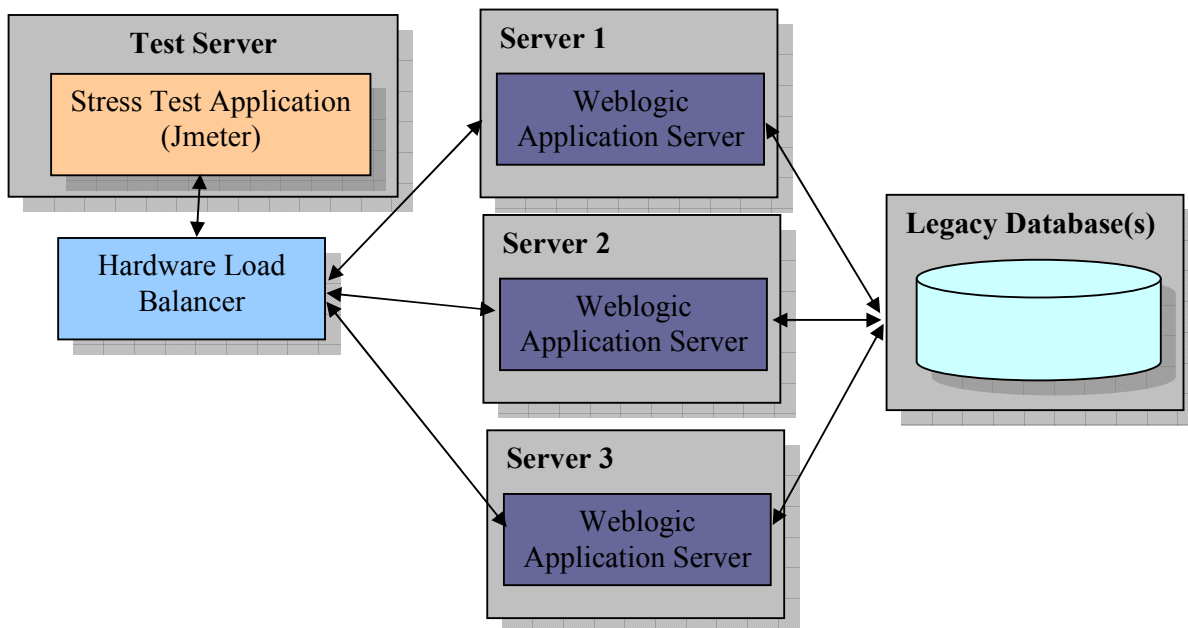 Test Server
Stress Test Application
(Jmeter)
Hardware Load
Balancer
Server 1
Weblogic
Application Server
Server 2
Weblogic
Application Server
Server 3
Weblogic
Application Server
Legacy Database(s)